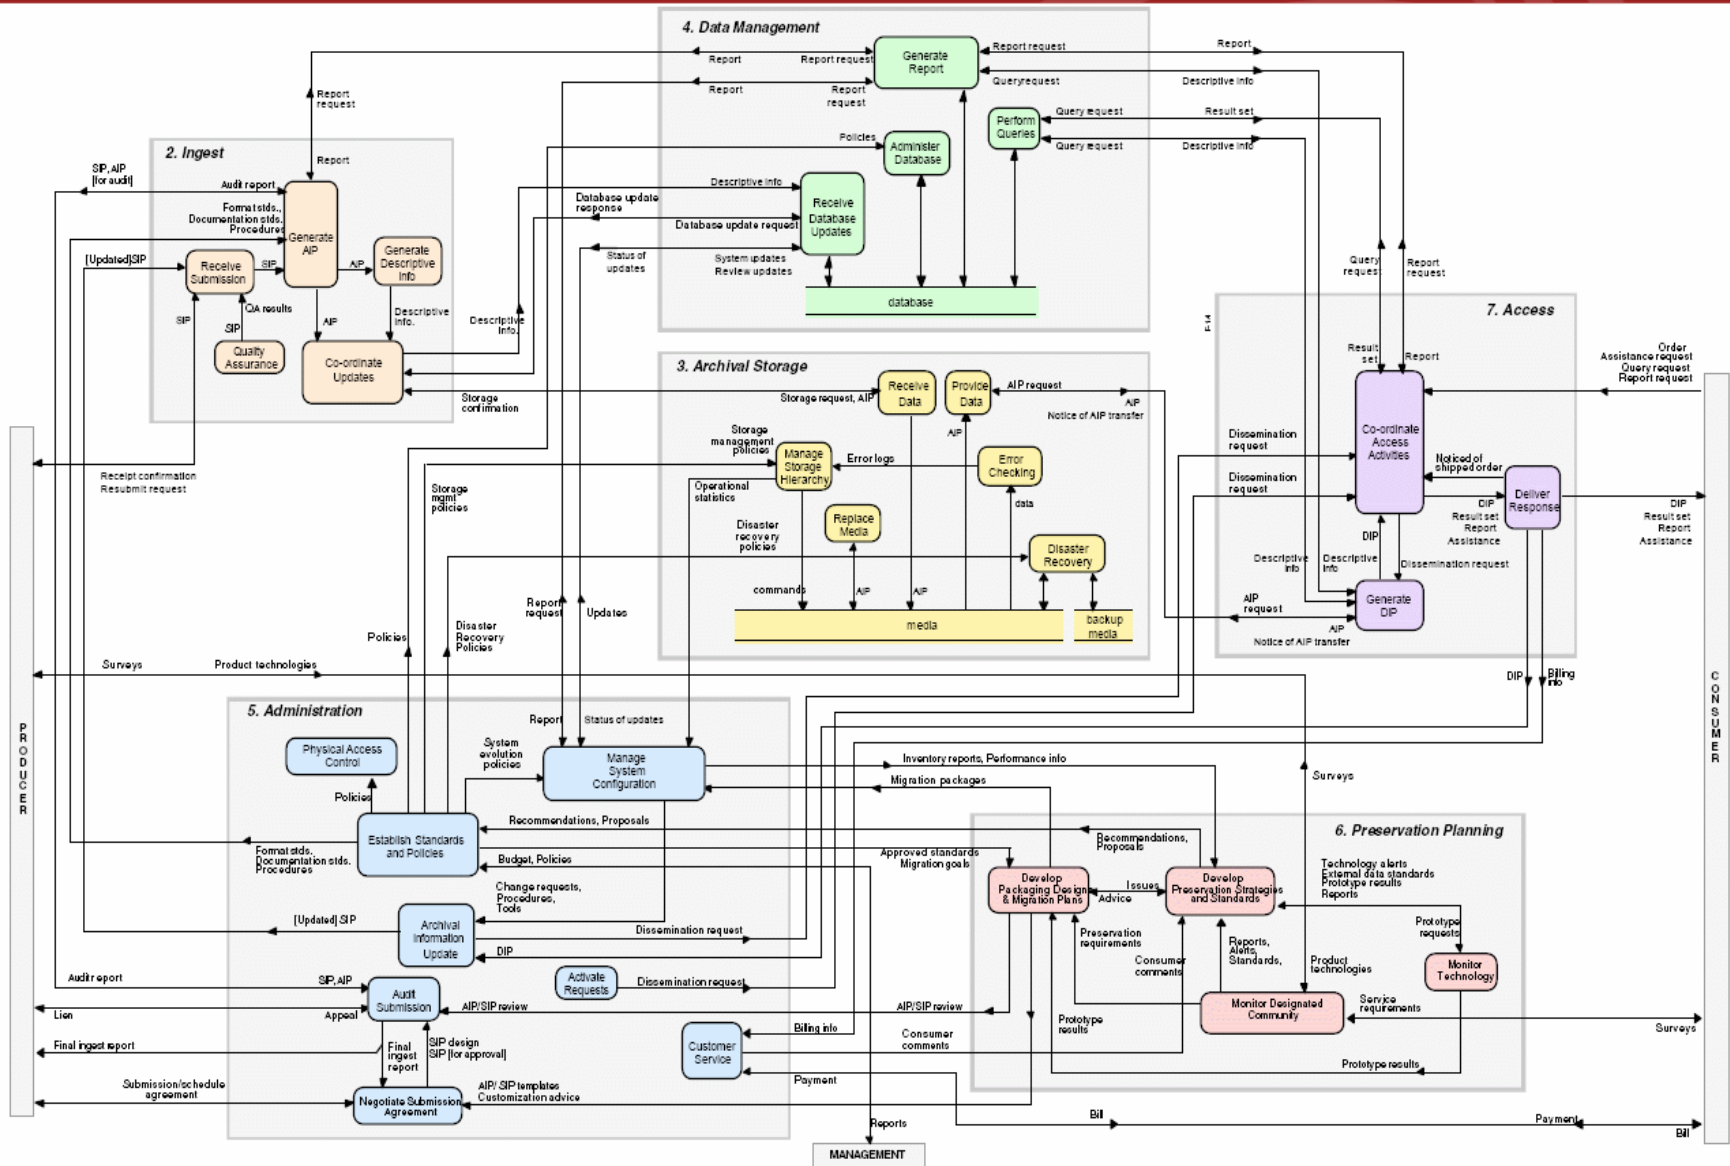 4. Data Management
Generate
Report
Report request
Report
Report
Report request
Queryrequest
Descriptive info
Report
Report
request
Report
request
Perform
Queries
Query request
Result set
Query request
Descriptive info
Policies
Administer
Database
2. Ingest
Report
SIP, AIP
[for audit]
Audit report
Format stds.,
Documentation stds.
Procedures
Generate
AIP
Descriptive info
Database update
response
Database update request
Receive
Database
Updates
Status of
updates
System updates
Review updates
database
[Updated]SIP
Receive
Submission
SIP
AIP
Generate
Descriptive
Info
QA results
SIP
SIP
AIP
Descriptive
Info.
Descriptive
Info.
Quality
Assurance
Co-ordinate
Updates
Storage
confirmation
Query
request
Report
request
F-14
7. Access
Result
set
Report
Order
Assistance request
Query request
Report request
3. Archival Storage
Receive
Data
Provide
Data
Storage request, AIP
AIP request
AIP
Notice of AIP transfer
AIP
Storage
management
policies
Manage
Storage
Hierarchy
Error logs
Error
Checking
Operational
statistics
data
Replace
Media
Disaster
recovery
policies
Disaster
Recovery
commands
AIP
AIP
media
backup
media
Dissemination
request
Dissemination
request
Co-ordinate
Access
Activities
Noticed of
shipped order
Deliver
Response
DIP
Result set
Report
Assistance
DIP
Result set
Report
Assistance
DIP
Descriptive
Info
Descriptive
Info
Dissemination request
Generate
DIP
AIP
request
AIP
Notice of AIP transfer
DIP
Billing
info
Receipt confirmation
Resubmit request
Storage
mgmt
policies
Report
request
Updates
Policies
Disaster
Recovery
Policies
Surveys
Product technologies
PRODUCER
CONSUMER
5. Administration
Report
Status of updates
Physical Access
Control
System
evolution
policies
Manage
System
Configuration
Inventory reports, Performance info
Migration packages
Surveys
Policies
Establish Standards
and Policies
Recommendations, Proposals
Budget, Policies
Format stds.
Documentation stds.
Procedures
Change requests,
Procedures,
Tools
Approved standards
Migration goals
6. Preservation Planning
Recommendations,
Proposals
Develop
Packaging Design
& Migration Plans
Issues
Advice
Develop
Preservation Strategies
and Standards
Technology alerts
External data standards
Prototype results
Reports
Prototype
requests
Monitor
Technology
Preservation
requirements
Consumer
comments
Reports,
Alerts,
Standards,
Product
technologies
Monitor Designated
Community
Service
requirements
Surveys
Prototype
results
Prototype results
[Updated] SIP
Archival
Information
Update
Dissemination request
DIP
Activate
Requests
Dissemination request
Audit report
SIP, AIP
Audit
Submission
Lien
Appeal
AIP/SIP review
AIP/SIP review
Final ingest report
Final
ingest
report
SIP design
SIP [for approval]
Customer
Service
Billing info
Consumer
comments
Payment
Submission/schedule
agreement
Negotiate Submission
Agreement
AIP/ SIP templates
Customization advice
Bill
Payment
Bill
Reports
MANAGEMENT